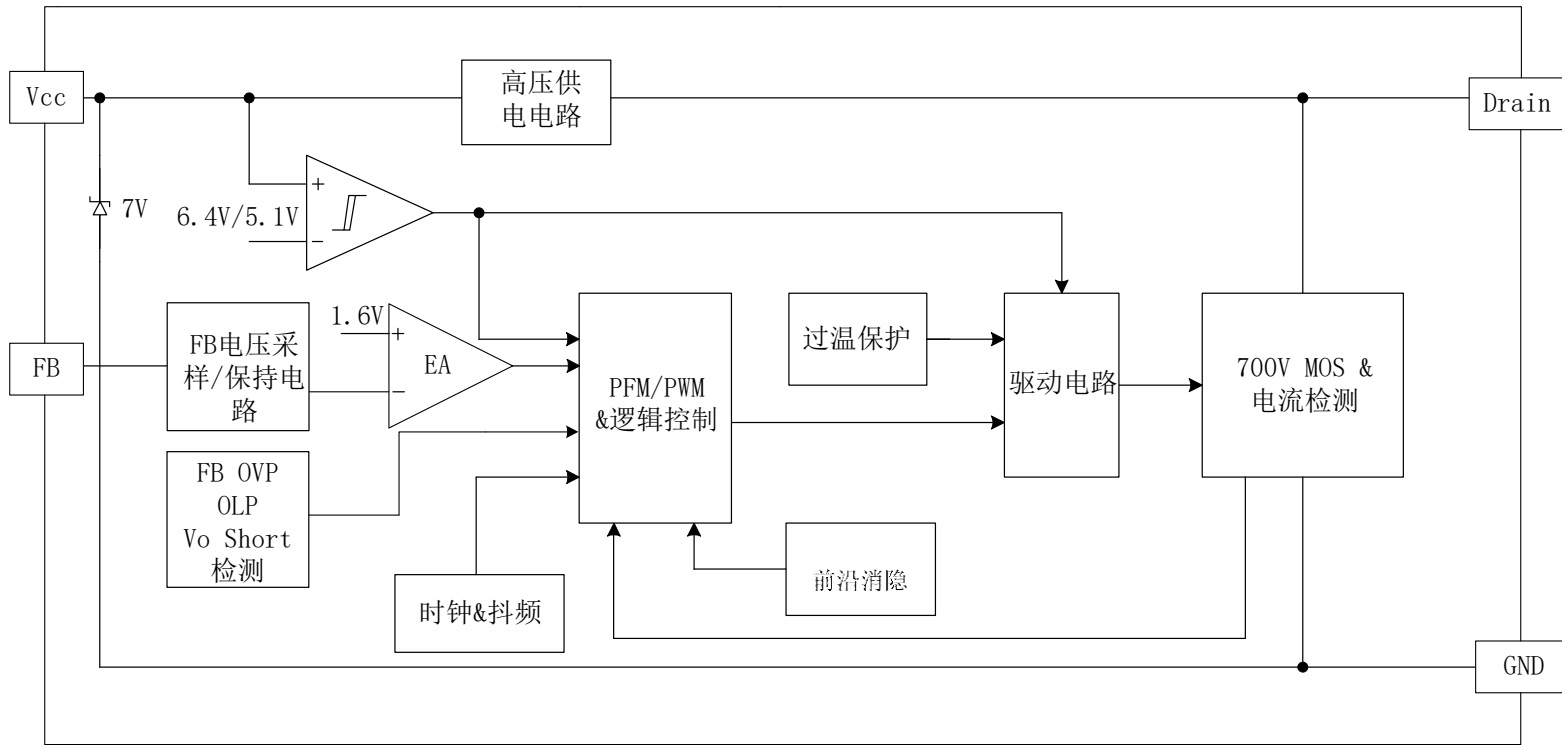 Vcc
高压供
电电路
Drain
7V
6.4V/5.1V
+
-
FB
FB电压采
样/保持电
路
1.6V
+
-
EA
PFM/PWM
&逻辑控制
过温保护
驱动电路
700V MOS &
电流检测
FB OVP
OLP
Vo Short
检测
时钟&抖频
前沿消隐
GND